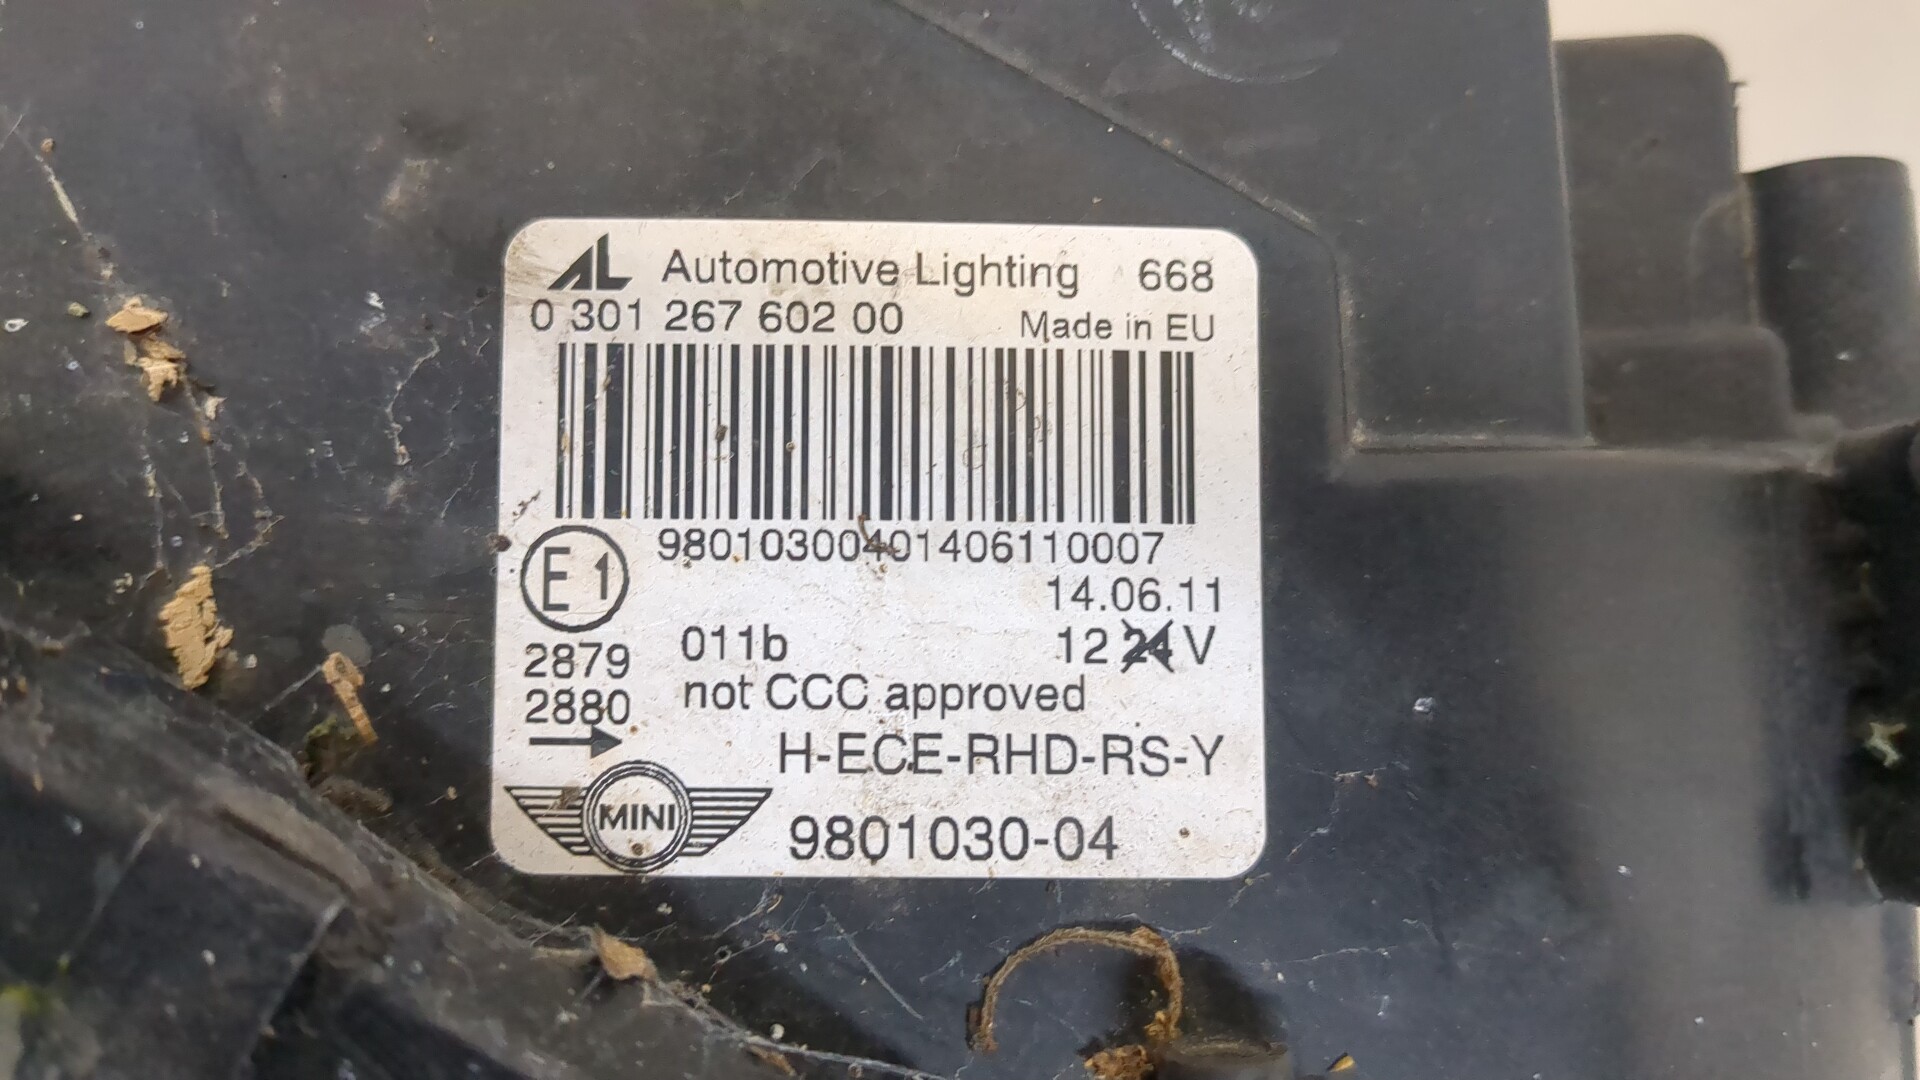 AL Automotive Lighting 668
0 301 267 602 00 Made in EU
98010300401406110007
E1
14.06.11
2879 011b 12 24 V
2880 not CCC approved
H-ECE-RHD-RS-Y
MINI 9801030-04